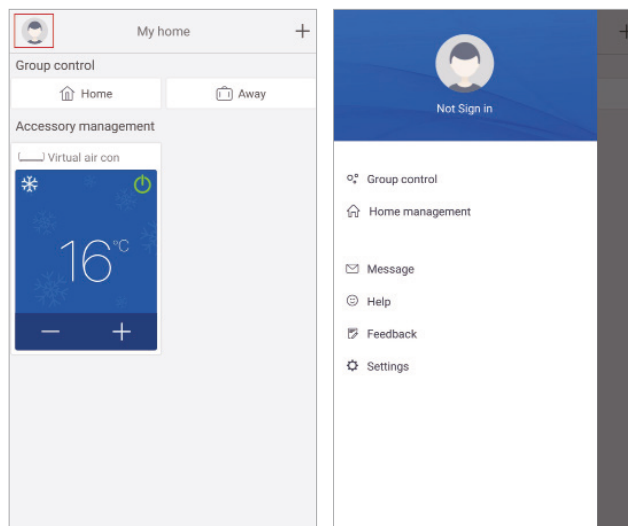 My home +
Group control
Home Away
Accessory management
Virtual air con
16°C
− +
Not Sign in
Group control
Home management
Message
Help
Feedback
Settings